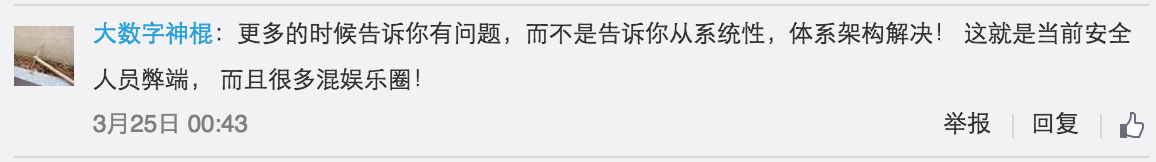 大数字神棍：更多的时候告诉你有问题，而不是告诉你从系统性，体系架构解决！ 这就是当前安全
人员弊端， 而且很多混娱乐圈！
3月25日 00:43 举报 回复